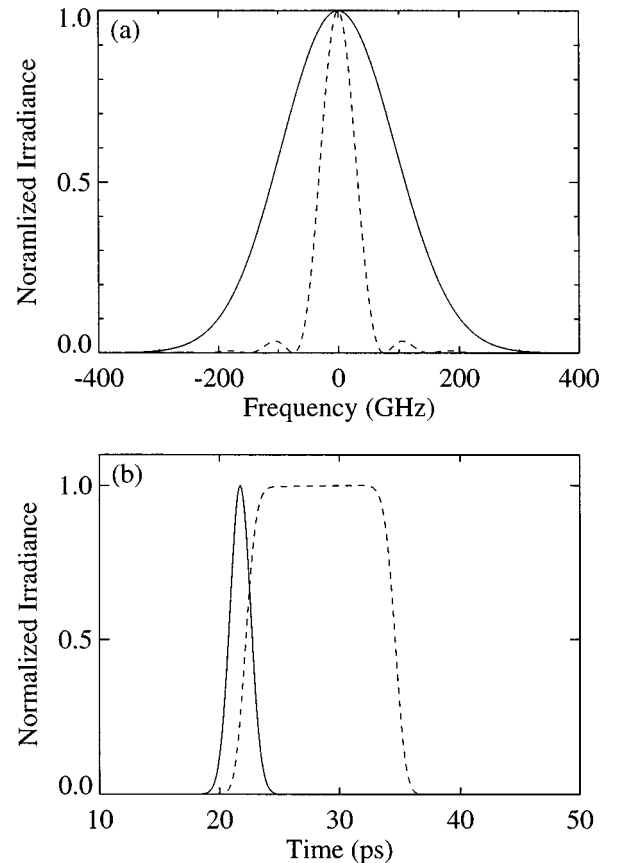 (a)
1.0
0.5
0.0
Noramlized Irradiance
-400
-200
0
200
400
Frequency (GHz)
(b)
1.0
0.5
0.0
Normalized Irradiance
10
20
30
40
50
Time (ps)